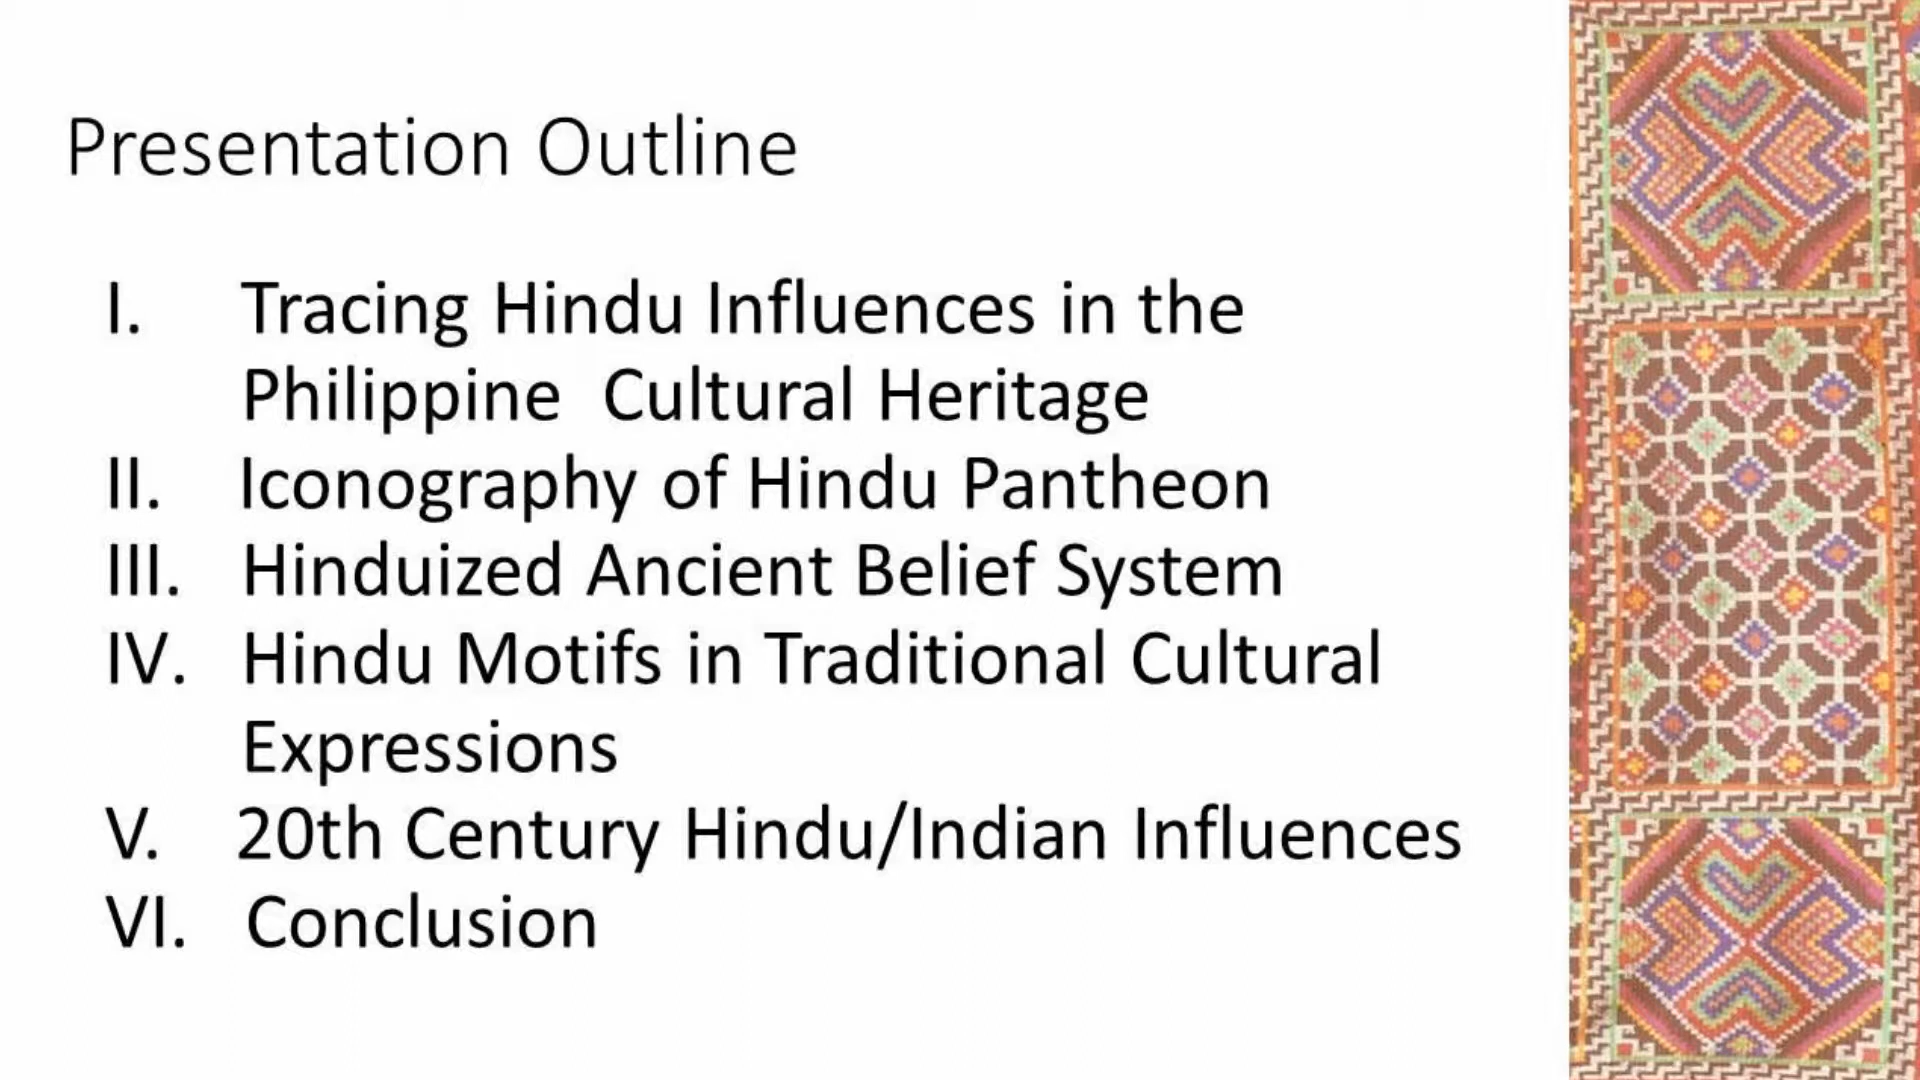 Presentation Outline
I. Tracing Hindu Influences in the
Philippine Cultural Heritage
II. Iconography of Hindu Pantheon
III. Hinduized Ancient Belief System
IV. Hindu Motifs in Traditional Cultural
Expressions
V. 20th Century Hindu/Indian Influences
VI. Conclusion